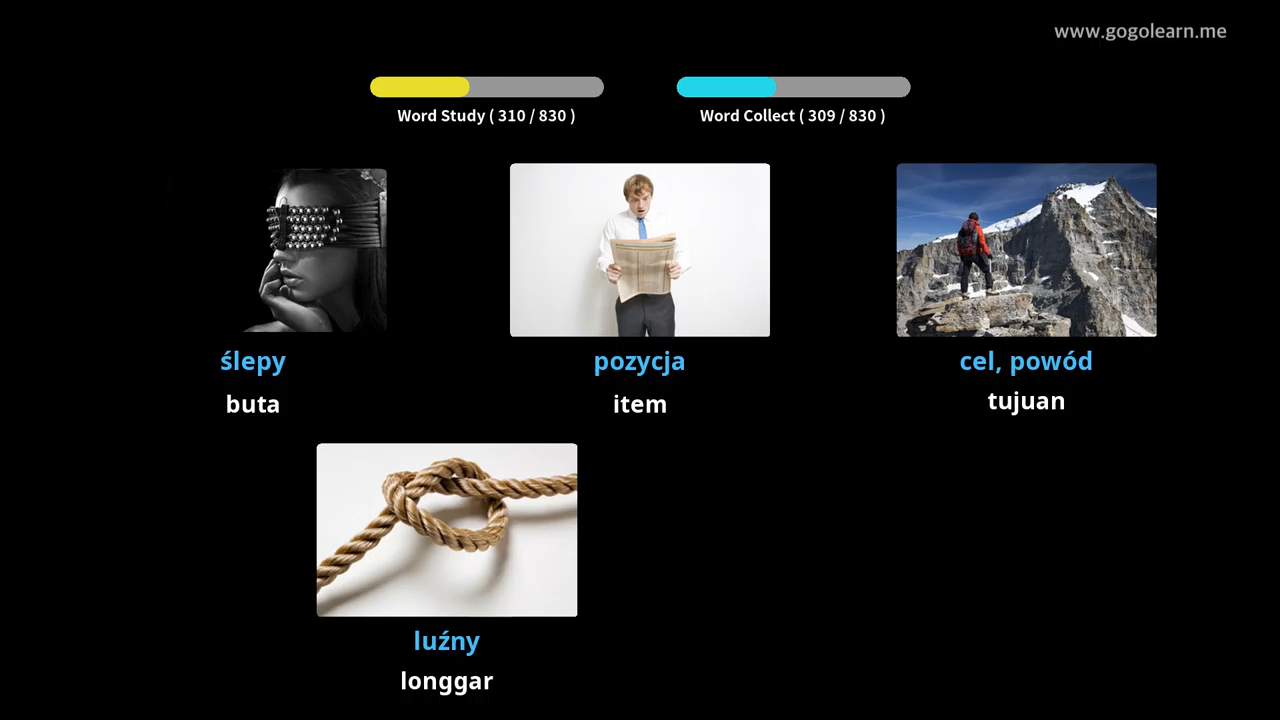 www.gogolearn.me
Word Study ( 310 / 830 )
Word Collect ( 309 / 830 )
ślepy
buta
pozycja
item
cel, powód
tujuan
luźny
longgar